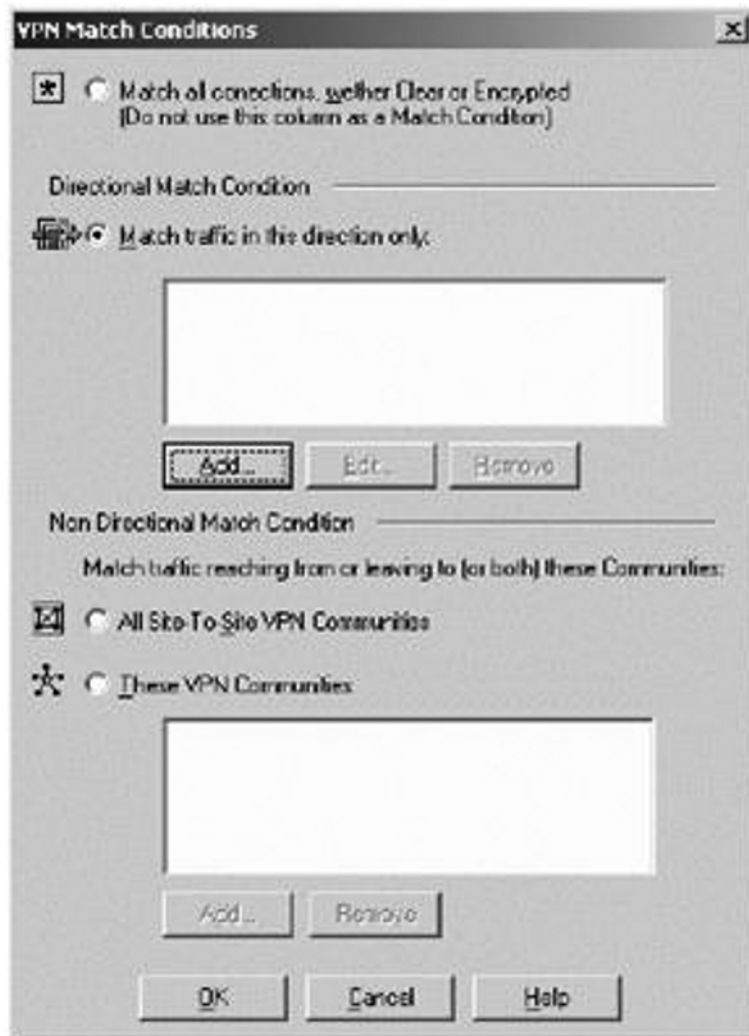 VPN Match Conditions
Match all conections, wether Clear or Encrypted
(Do not use this column as a Match Condition)
Directional Match Condition
Match traffic in this direction only:
Add...
Edit...
Remove
Non Directional Match Condition
Match traffic reaching from or leaving to (or both) these Communities:
All Site-To-Site VPN Communities
These VPN Communities
Add...
Remove
OK
Cancel
Help